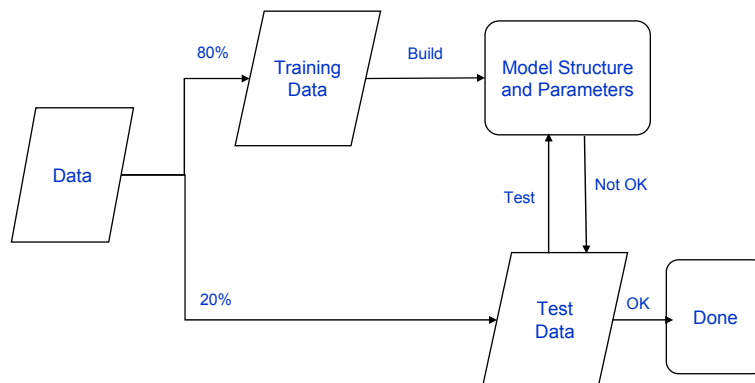 80%
Training
Data
Build
Model Structure
and Parameters
Data
Test
Not OK
20%
Test
Data
OK
Done